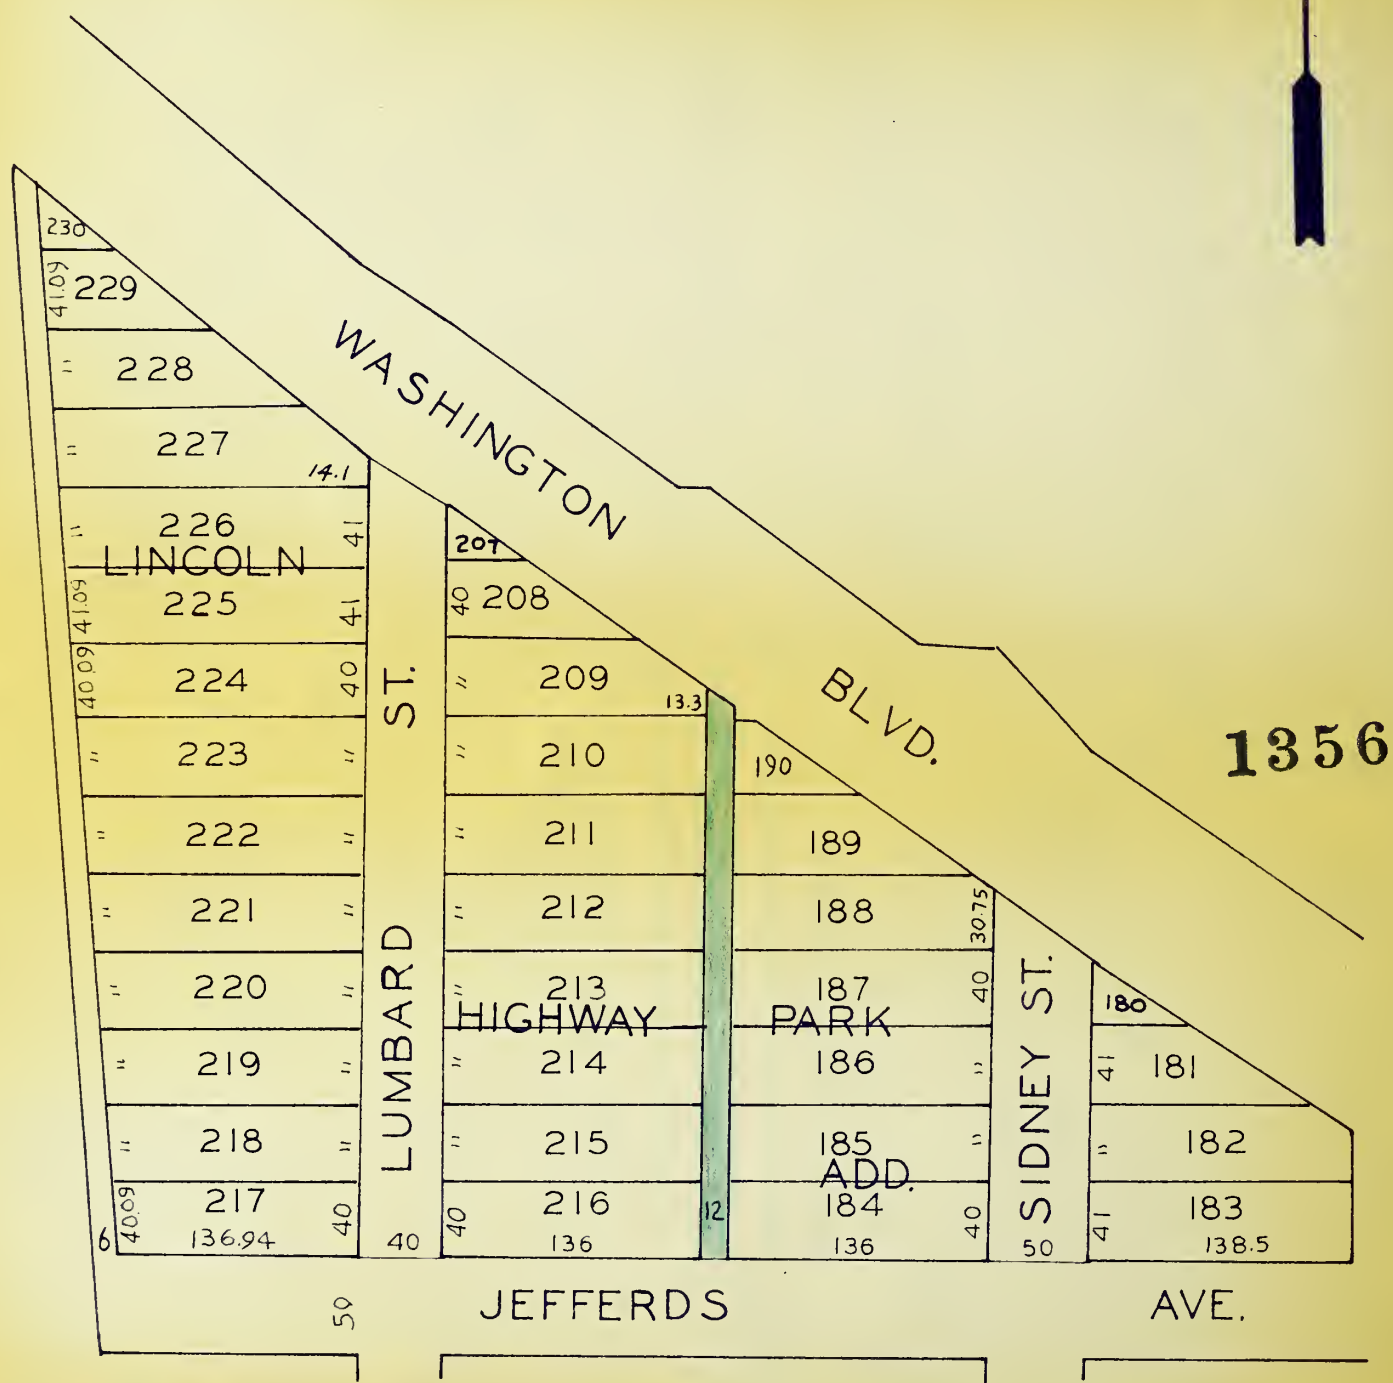 230
41.09 229
" 228
" 227 14.1
" 226 41
LINCOLN
41.09 225 41
40.09 224 40
" 223 "
" 222 "
" 221 "
" 220 "
" 219 "
" 218 "
40.09 217 40
6 136.94
WASHINGTON
BLVD.
LUMBARD ST.
40
207
40 208
" 209 13.3
" 210
" 211
" 212
" 213
HIGHWAY
" 214
" 215
40 216
136
12
190
189
188 30.75
187 40
PARK
186 "
185 "
ADD.
184 40
136
SIDNEY ST.
50
180
41 181
" 182
41 183
138.5
1356
50
JEFFERDS AVE.